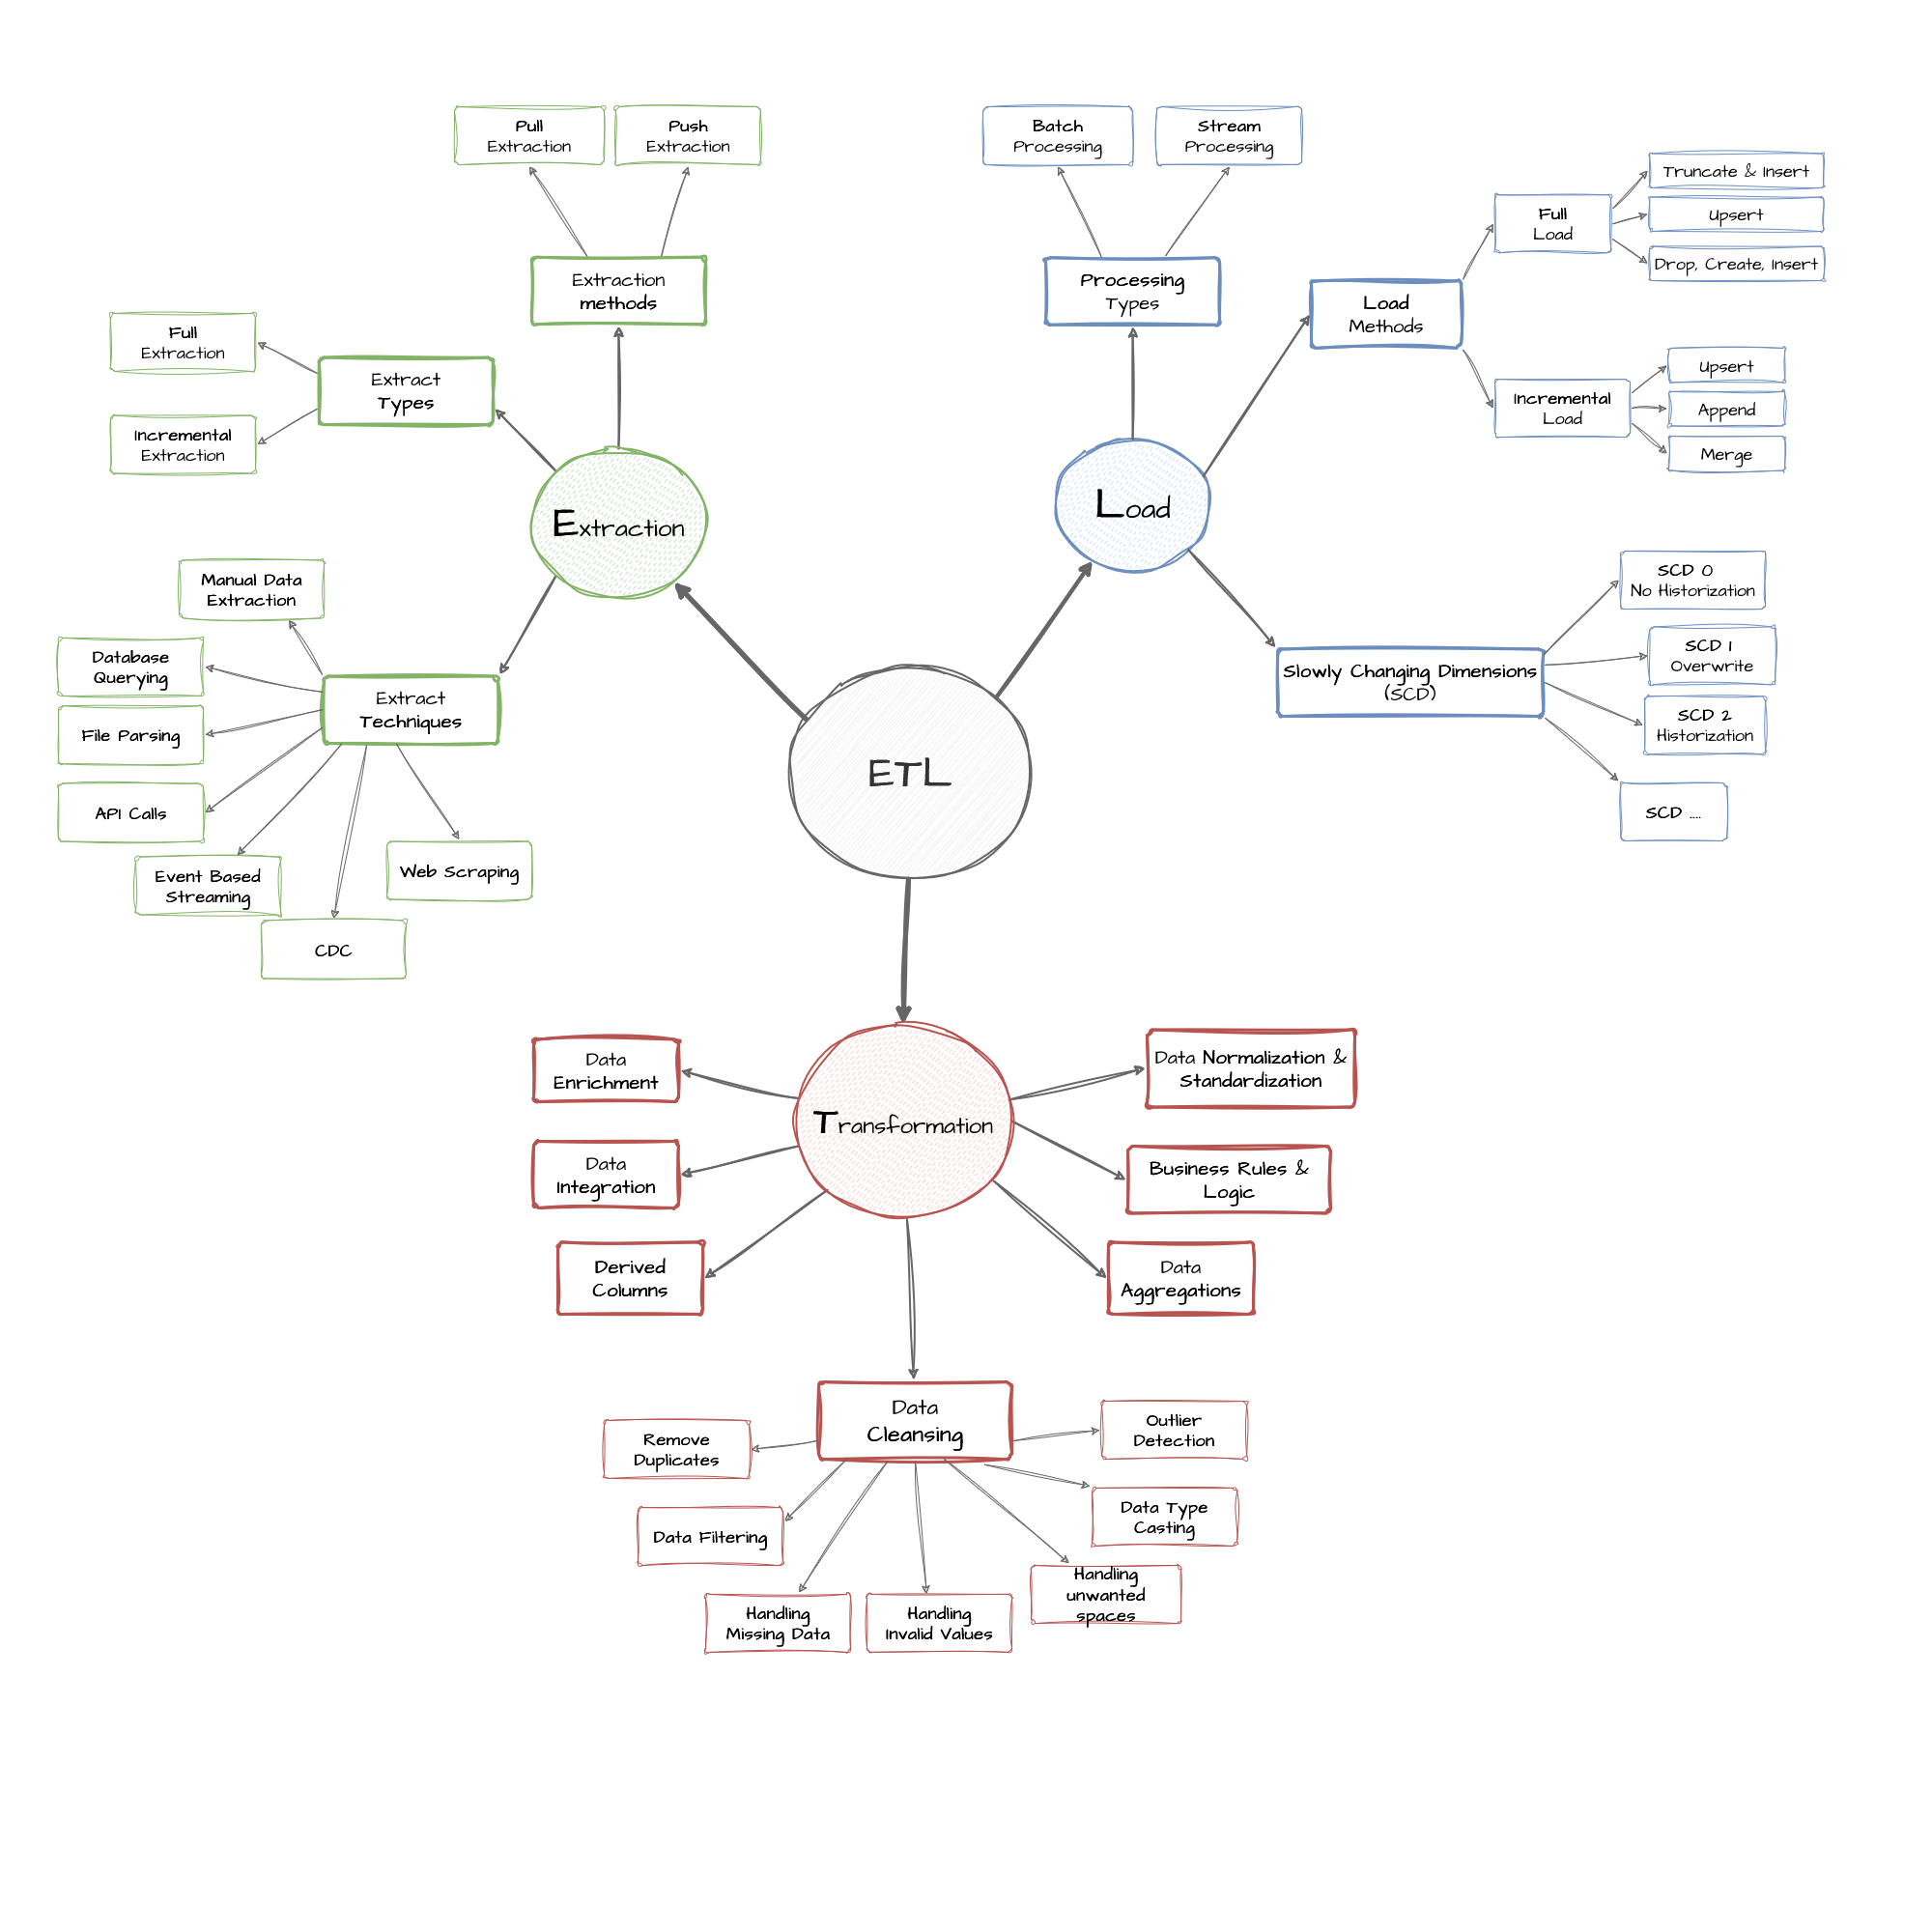 Pull
Extraction
Push
Extraction
Extraction
methods
Full
Extraction
Extract
Types
Incremental
Extraction
Extraction
Manual Data
Extraction
Database
Querying
Extract
Techniques
File Parsing
API Calls
Event Based
Streaming
CDC
Web Scraping
Batch
Processing
Stream
Processing
Processing
Types
Load
Load
Methods
Full
Load
Truncate & Insert
Upsert
Drop, Create, Insert
Incremental
Load
Upsert
Append
Merge
Slowly Changing Dimensions
(SCD)
SCD 0
No Historization
SCD 1
Overwrite
SCD 2
Historization
SCD ....
ETL
Transformation
Data
Enrichment
Data
Integration
Derived
Columns
Data Normalization &
Standardization
Business Rules &
Logic
Data
Aggregations
Data
Cleansing
Remove
Duplicates
Data Filtering
Handling
Missing Data
Handling
Invalid Values
Handling
unwanted
spaces
Data Type
Casting
Outlier
Detection